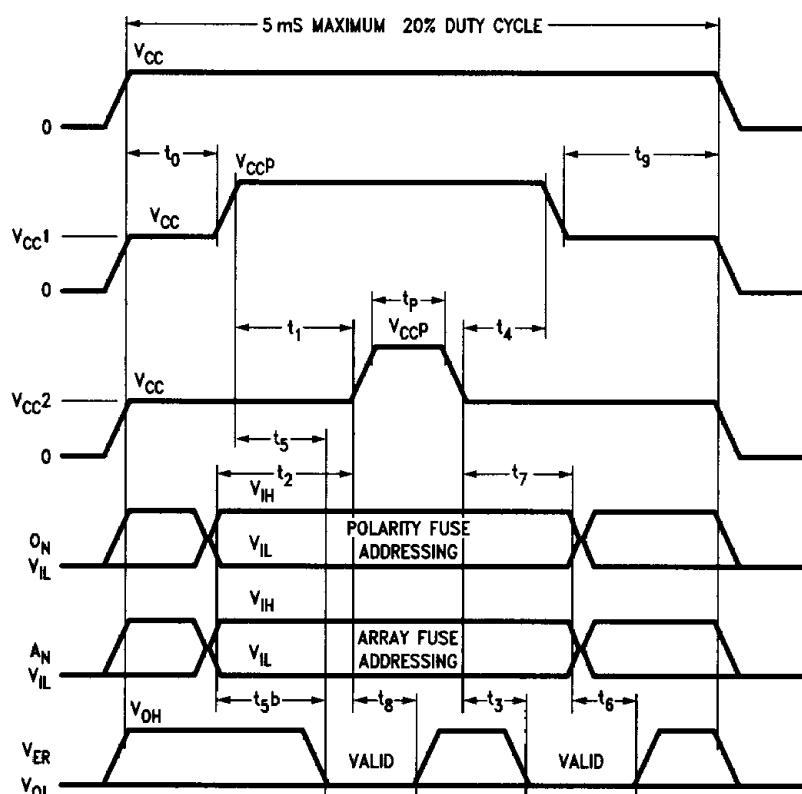 5 mS MAXIMUM 20% DUTY CYCLE
VCC
0
t0
VCCP
t9
VCC
VCC1
0
tP
t1
VCCP
t4
VCC
VCC2
t5
0
t2
t7
VIH
ON
VIL
POLARITY FUSE
ADDRESSING
VIL
VIH
AN
VIL
ARRAY FUSE
ADDRESSING
VIL
t5b
t8
t3
t6
VOH
VER
VALID
VALID
VOL